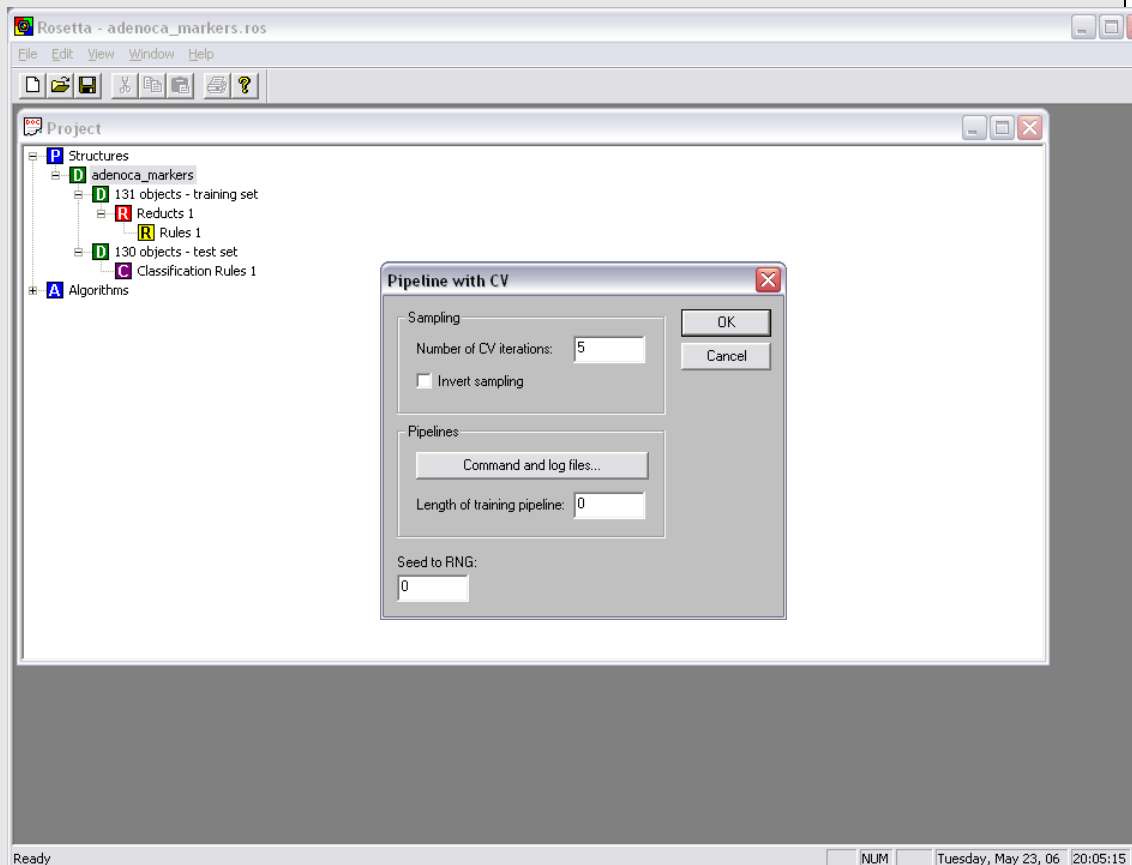 Rosetta - adenoca_markers.ros
File Edit View Window Help
Project
P Structures
D adenoca_markers
D 131 objects - training set
R Reducts 1
R Rules 1
D 130 objects - test set
C Classification Rules 1
A Algorithms
Pipeline with CV
Sampling
Number of CV iterations: 5
Invert sampling
OK
Cancel
Pipelines
Command and log files...
Length of training pipeline: 0
Seed to RNG:
0
Ready NUM Tuesday, May 23, 06 20:05:15